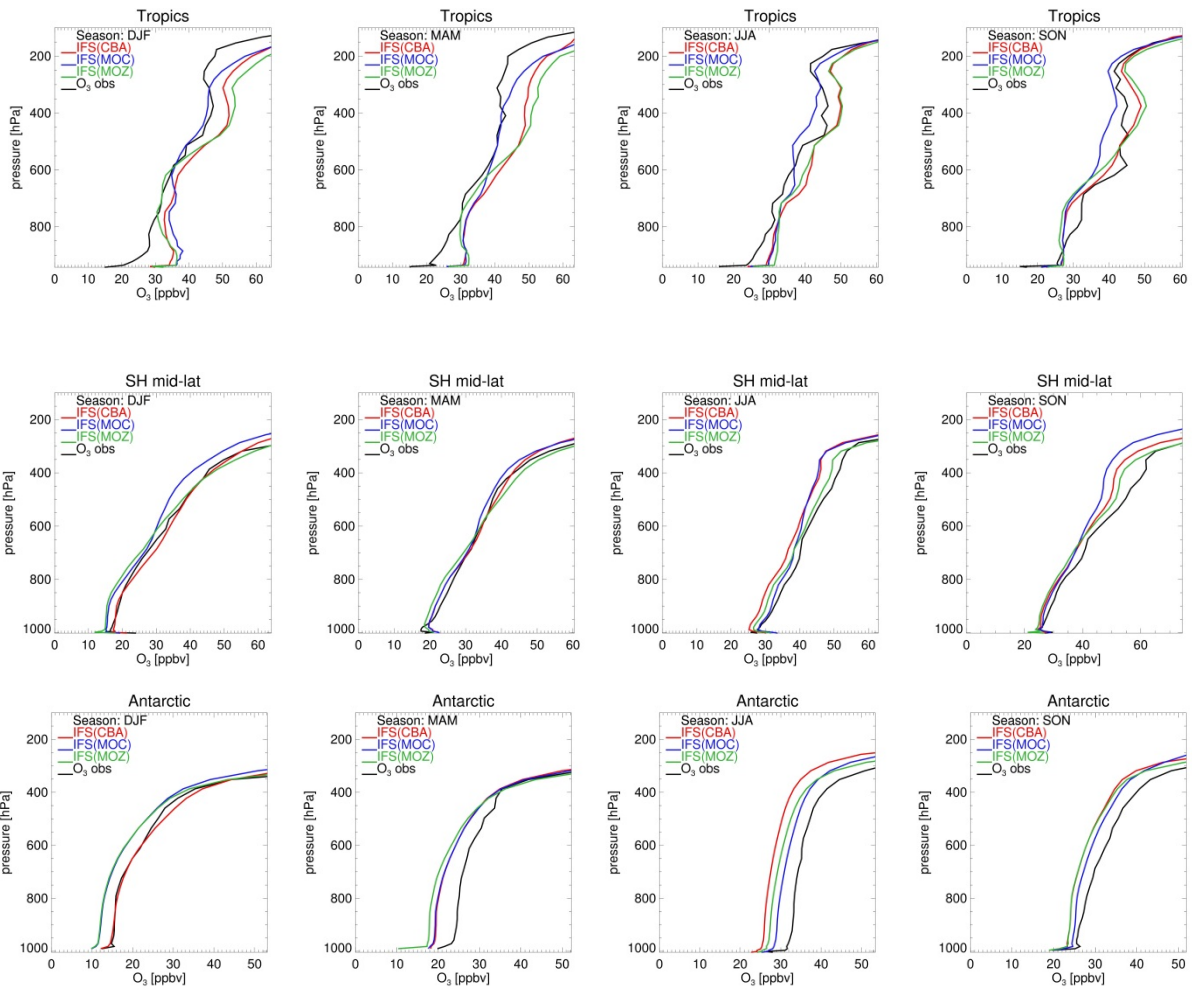 Tropics
Season: DJF
IFS(CBA)
IFS(MOC)
IFS(MOZ)
O3 obs
200
400
600
800
pressure [hPa]
0 10 20 30 40 50 60
O3 [ppbv]
Tropics
Season: MAM
IFS(CBA)
IFS(MOC)
IFS(MOZ)
O3 obs
200
400
600
800
pressure [hPa]
0 10 20 30 40 50 60
O3 [ppbv]
Tropics
Season: JJA
IFS(CBA)
IFS(MOC)
IFS(MOZ)
O3 obs
200
400
600
800
pressure [hPa]
0 10 20 30 40 50 60
O3 [ppbv]
Tropics
Season: SON
IFS(CBA)
IFS(MOC)
IFS(MOZ)
O3 obs
200
400
600
800
pressure [hPa]
0 10 20 30 40 50 60
O3 [ppbv]
SH mid-lat
Season: DJF
IFS(CBA)
IFS(MOC)
IFS(MOZ)
O3 obs
200
400
600
800
1000
pressure [hPa]
0 10 20 30 40 50 60
O3 [ppbv]
SH mid-lat
Season: MAM
IFS(CBA)
IFS(MOC)
IFS(MOZ)
O3 obs
200
400
600
800
1000
pressure [hPa]
0 10 20 30 40 50 60
O3 [ppbv]
SH mid-lat
Season: JJA
IFS(CBA)
IFS(MOC)
IFS(MOZ)
O3 obs
200
400
600
800
1000
pressure [hPa]
0 10 20 30 40 50 60
O3 [ppbv]
SH mid-lat
Season: SON
IFS(CBA)
IFS(MOC)
IFS(MOZ)
O3 obs
200
400
600
800
1000
pressure [hPa]
0 20 40 60
O3 [ppbv]
Antarctic
Season: DJF
IFS(CBA)
IFS(MOC)
IFS(MOZ)
O3 obs
200
400
600
800
1000
pressure [hPa]
0 10 20 30 40 50
O3 [ppbv]
Antarctic
Season: MAM
IFS(CBA)
IFS(MOC)
IFS(MOZ)
O3 obs
200
400
600
800
1000
pressure [hPa]
0 10 20 30 40 50
O3 [ppbv]
Antarctic
Season: JJA
IFS(CBA)
IFS(MOC)
IFS(MOZ)
O3 obs
200
400
600
800
1000
pressure [hPa]
0 10 20 30 40 50
O3 [ppbv]
Antarctic
Season: SON
IFS(CBA)
IFS(MOC)
IFS(MOZ)
O3 obs
200
400
600
800
1000
pressure [hPa]
0 10 20 30 40 50
O3 [ppbv]